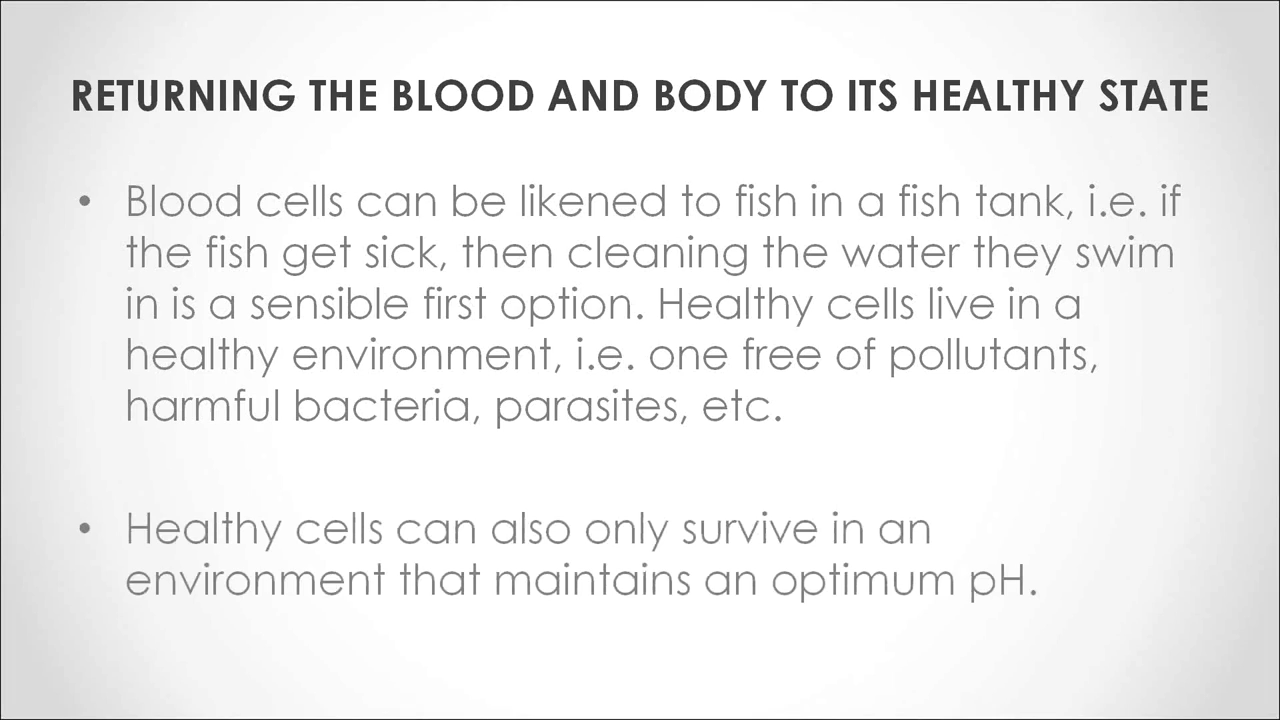 RETURNING THE BLOOD AND BODY TO ITS HEALTHY STATE
• Blood cells can be likened to fish in a fish tank, i.e. if
the fish get sick, then cleaning the water they swim
in is a sensible first option. Healthy cells live in a
healthy environment, i.e. one free of pollutants,
harmful bacteria, parasites, etc.
• Healthy cells can also only survive in an
environment that maintains an optimum pH.